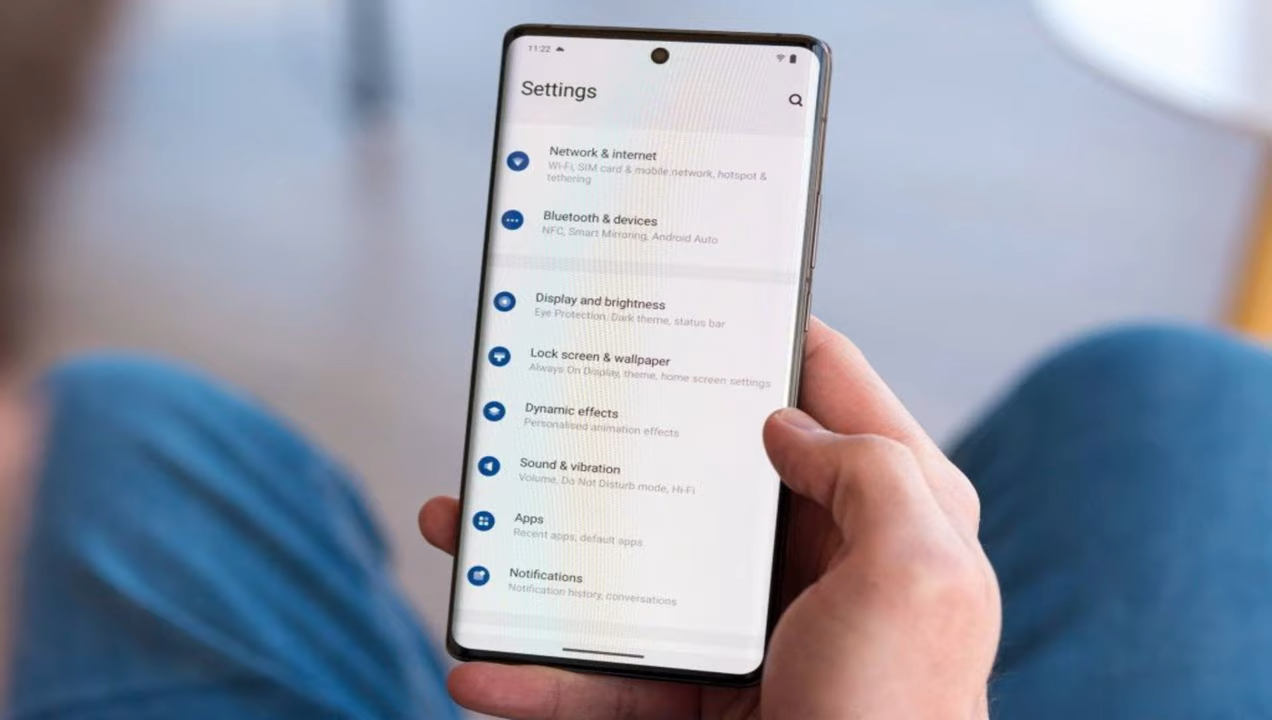 11:22
Settings
Network & internet
Wi-Fi, SIM card & mobile network, hotspot &
tethering
Bluetooth & devices
NFC, Smart Mirroring, Android Auto
Display and brightness
Eye Protection, Dark theme, status bar
Lock screen & wallpaper
Always On Display, theme, home screen settings
Dynamic effects
Personalised animation effects
Sound & vibration
Volume, Do Not Disturb mode, Hi-Fi
Apps
Recent apps, default apps
Notifications
Notification history, conversations